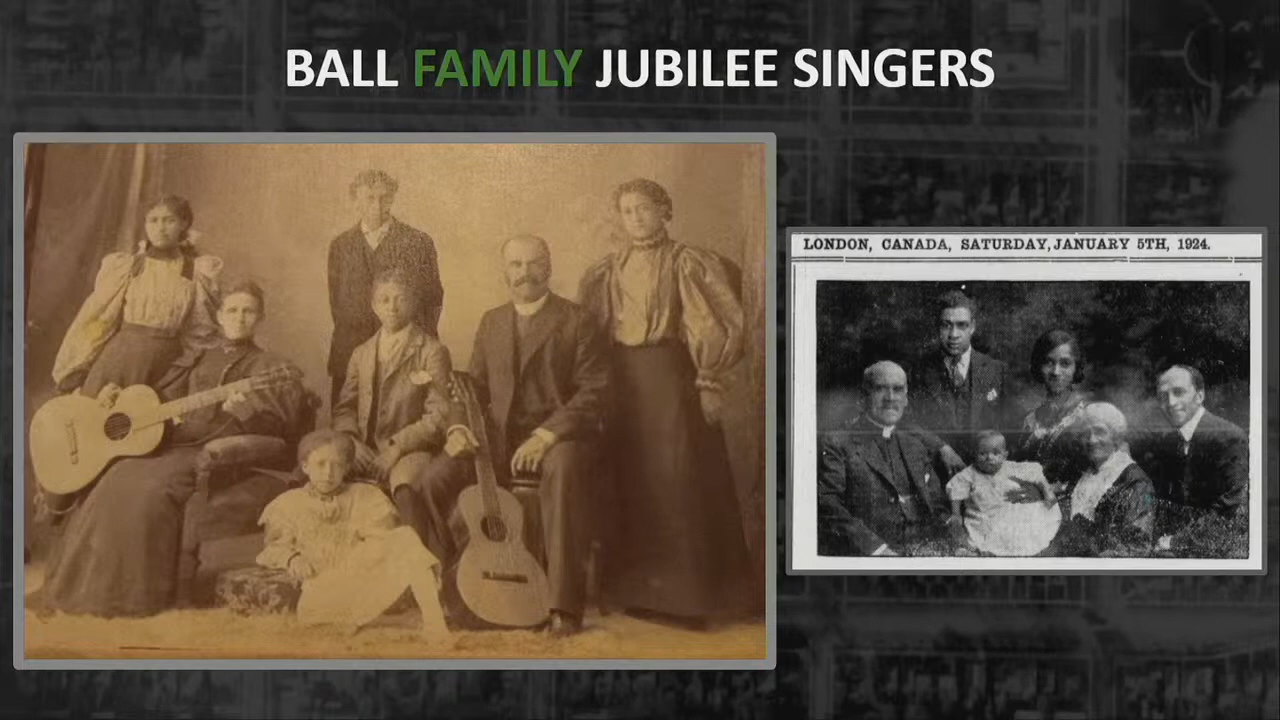 BALL FAMILY JUBILEE SINGERS
LONDON, CANADA, SATURDAY, JANUARY 5TH, 1924.